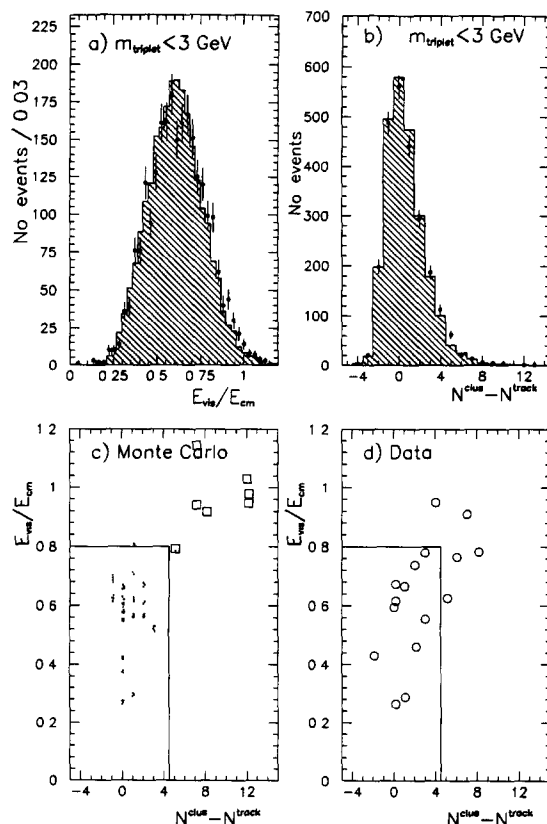 a) m_triplet <3 GeV
No events / 0 03
200
175
150
125
100
75
50
25
0
0 0 25 0 5 0 75 1
E_vis/E_cm
b) m_triplet <3 GeV
No events
700
600
500
400
300
200
100
0
-4 0 4 8 12
N^clus-N^track
c) Monte Carlo
E_vis/E_cm
1 2
1
0 8
0 6
0 4
0 2
0
-4 0 4 8 12
N^clus-N^track
d) Data
E_vis/E_cm
1 2
1
0 8
0 6
0 4
0 2
0
-4 0 4 8 12
N^clus-N^track